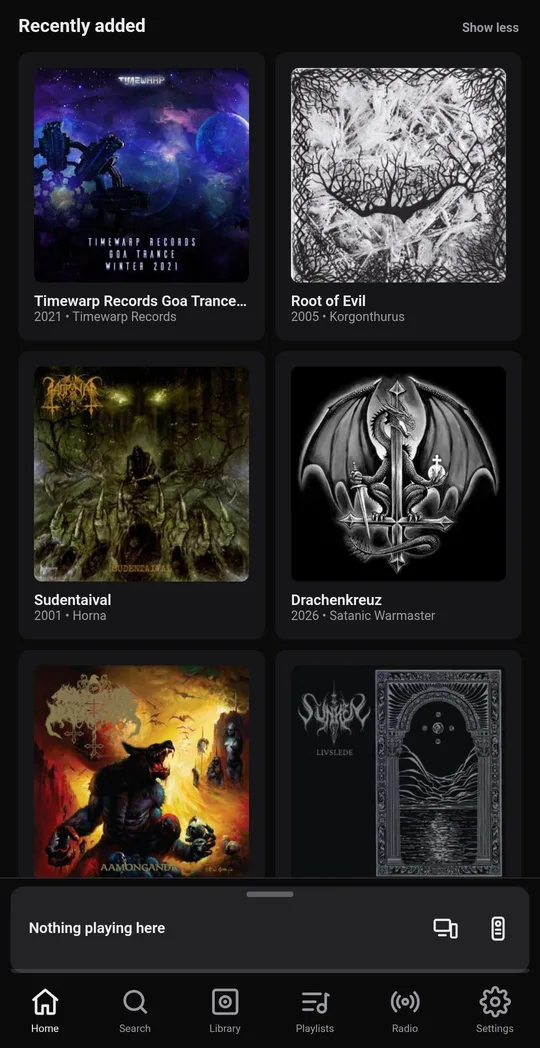 Recently added
Show less
TIMEWARP
TIMEWARP RECORDS
GOA TRANCE
WINTER 2021
Timewarp Records Goa Trance...
2021 • Timewarp Records
Root of Evil
2005 • Korgonthurus
HORNA
SUDENTAIVAL
Sudentaival
2001 • Horna
Drachenkreuz
2026 • Satanic Warmaster
AAMONGANDR
SUNKEN
LIVSLEDE
Nothing playing here
Home
Search
Library
Playlists
Radio
Settings